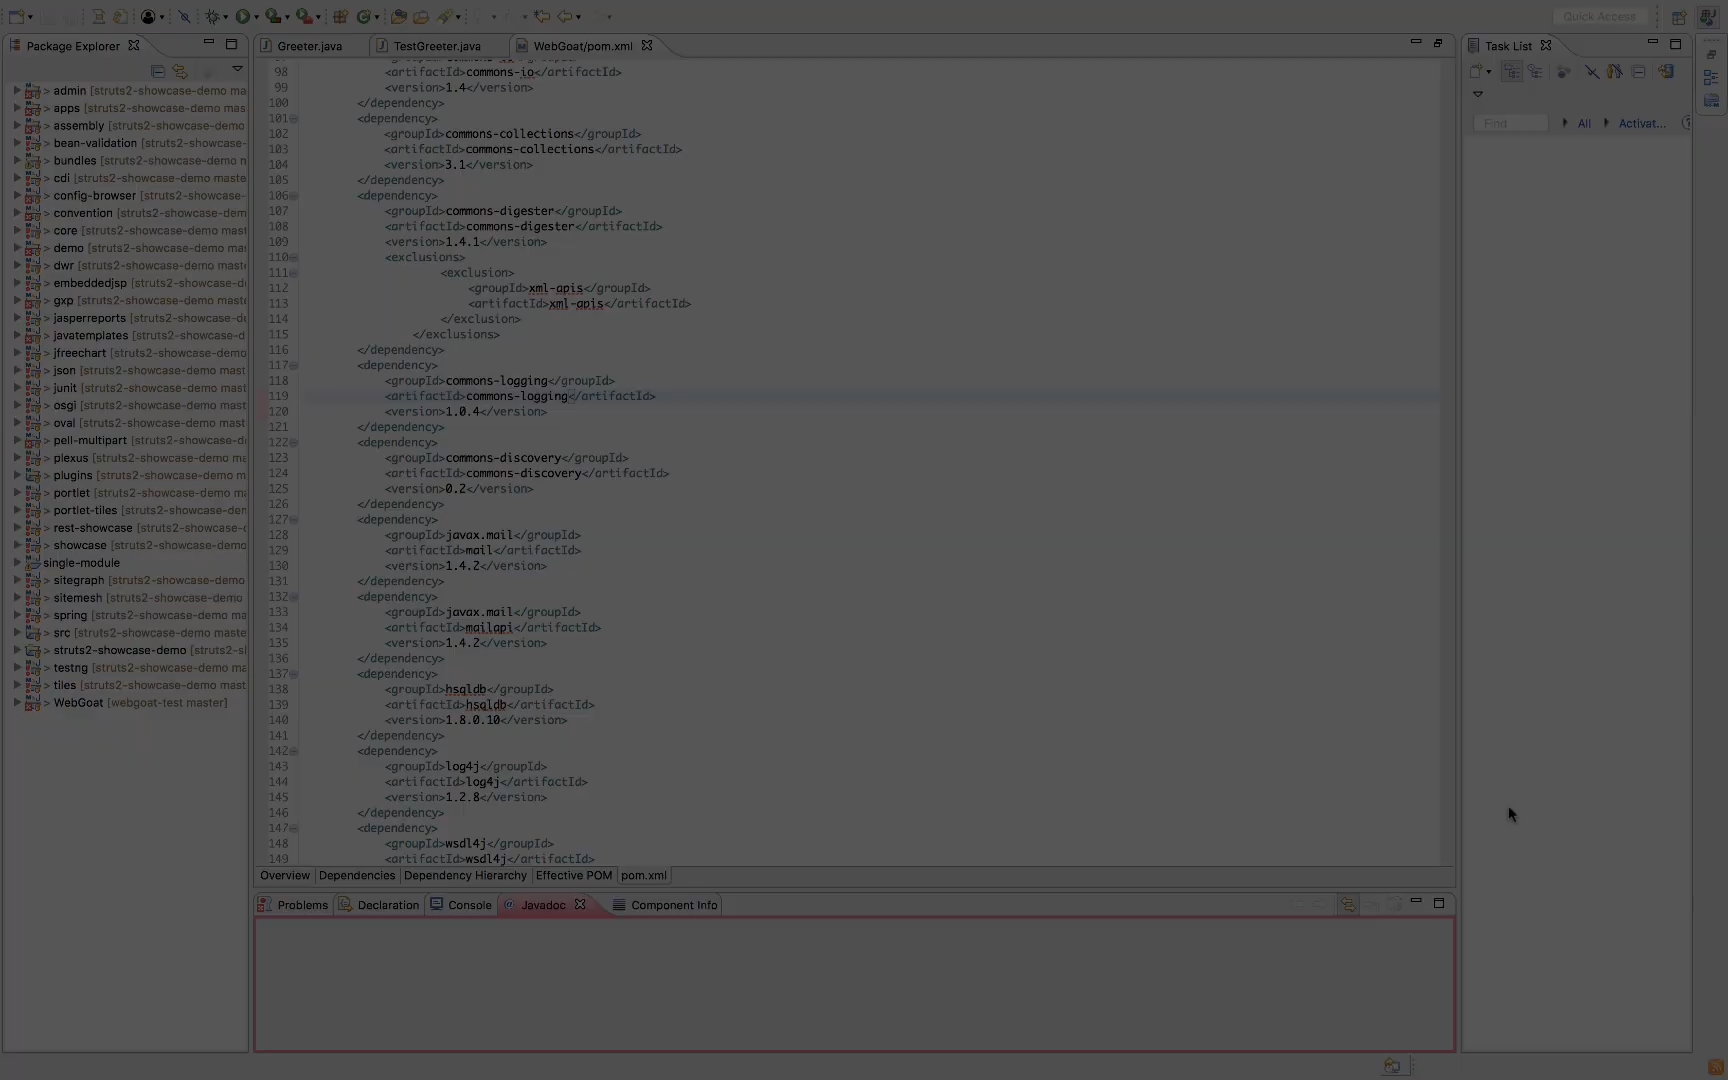 Quick Access
Package Explorer
Greeter.java
TestGreeter.java
WebGoat/pom.xml
Task List
Find
All
Activat...
> admin [struts2-showcase-demo ma
> apps [struts2-showcase-demo mas
> assembly [struts2-showcase-demo
> bean-validation [struts2-showcase-
> bundles [struts2-showcase-demo m
> cdi [struts2-showcase-demo maste
> config-browser [struts2-showcase-
> convention [struts2-showcase-dem
> core [struts2-showcase-demo mas
> demo [struts2-showcase-demo ma
> dwr [struts2-showcase-demo mast
> embeddedjsp [struts2-showcase-d
> gxp [struts2-showcase-demo mast
> jasperreports [struts2-showcase-d
> javatemplates [struts2-showcase-d
> jfreechart [struts2-showcase-demo
> json [struts2-showcase-demo mas
> junit [struts2-showcase-demo mas
> osgi [struts2-showcase-demo mas
> oval [struts2-showcase-demo mas
> pell-multipart [struts2-showcase-d
> plexus [struts2-showcase-demo m
> plugins [struts2-showcase-demo m
> portlet [struts2-showcase-demo m
> portlet-tiles [struts2-showcase-de
> rest-showcase [struts2-showcase-
> showcase [struts2-showcase-demo
single-module
> sitegraph [struts2-showcase-demo
> sitemesh [struts2-showcase-demo
> spring [struts2-showcase-demo ma
> src [struts2-showcase-demo maste
> struts2-showcase-demo [struts2-sl
> testng [struts2-showcase-demo ma
> tiles [struts2-showcase-demo mast
> WebGoat [webgoat-test master]
98 <artifactId>commons-io</artifactId>
99 <version>1.4</version>
100 </dependency>
101 <dependency>
102 <groupId>commons-collections</groupId>
103 <artifactId>commons-collections</artifactId>
104 <version>3.1</version>
105 </dependency>
106 <dependency>
107 <groupId>commons-digester</groupId>
108 <artifactId>commons-digester</artifactId>
109 <version>1.4.1</version>
110 <exclusions>
111 <exclusion>
112 <groupId>xml-apis</groupId>
113 <artifactId>xml-apis</artifactId>
114 </exclusion>
115 </exclusions>
116 </dependency>
117 <dependency>
118 <groupId>commons-logging</groupId>
119 <artifactId>commons-logging</artifactId>
120 <version>1.0.4</version>
121 </dependency>
122 <dependency>
123 <groupId>commons-discovery</groupId>
124 <artifactId>commons-discovery</artifactId>
125 <version>0.2</version>
126 </dependency>
127 <dependency>
128 <groupId>javax.mail</groupId>
129 <artifactId>mail</artifactId>
130 <version>1.4.2</version>
131 </dependency>
132 <dependency>
133 <groupId>javax.mail</groupId>
134 <artifactId>mailapi</artifactId>
135 <version>1.4.2</version>
136 </dependency>
137 <dependency>
138 <groupId>hsqldb</groupId>
139 <artifactId>hsqldb</artifactId>
140 <version>1.8.0.10</version>
141 </dependency>
142 <dependency>
143 <groupId>log4j</groupId>
144 <artifactId>log4j</artifactId>
145 <version>1.2.8</version>
146 </dependency>
147 <dependency>
148 <groupId>wsdl4j</groupId>
149 <artifactId>wsdl4j</artifactId>
Overview
Dependencies
Dependency Hierarchy
Effective POM
pom.xml
Problems
Declaration
Console
@ Javadoc
Component Info